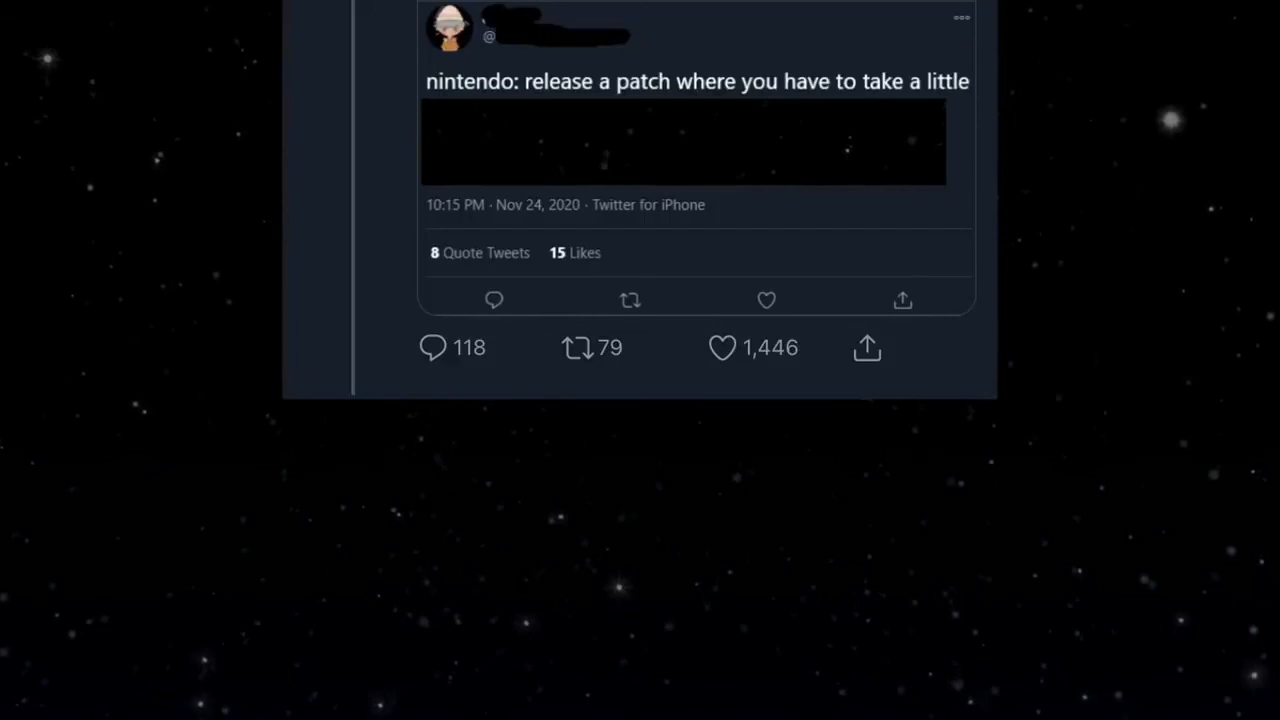 @
nintendo: release a patch where you have to take a little
10:15 PM · Nov 24, 2020 · Twitter for iPhone
8 Quote Tweets 15 Likes
118 79 1,446